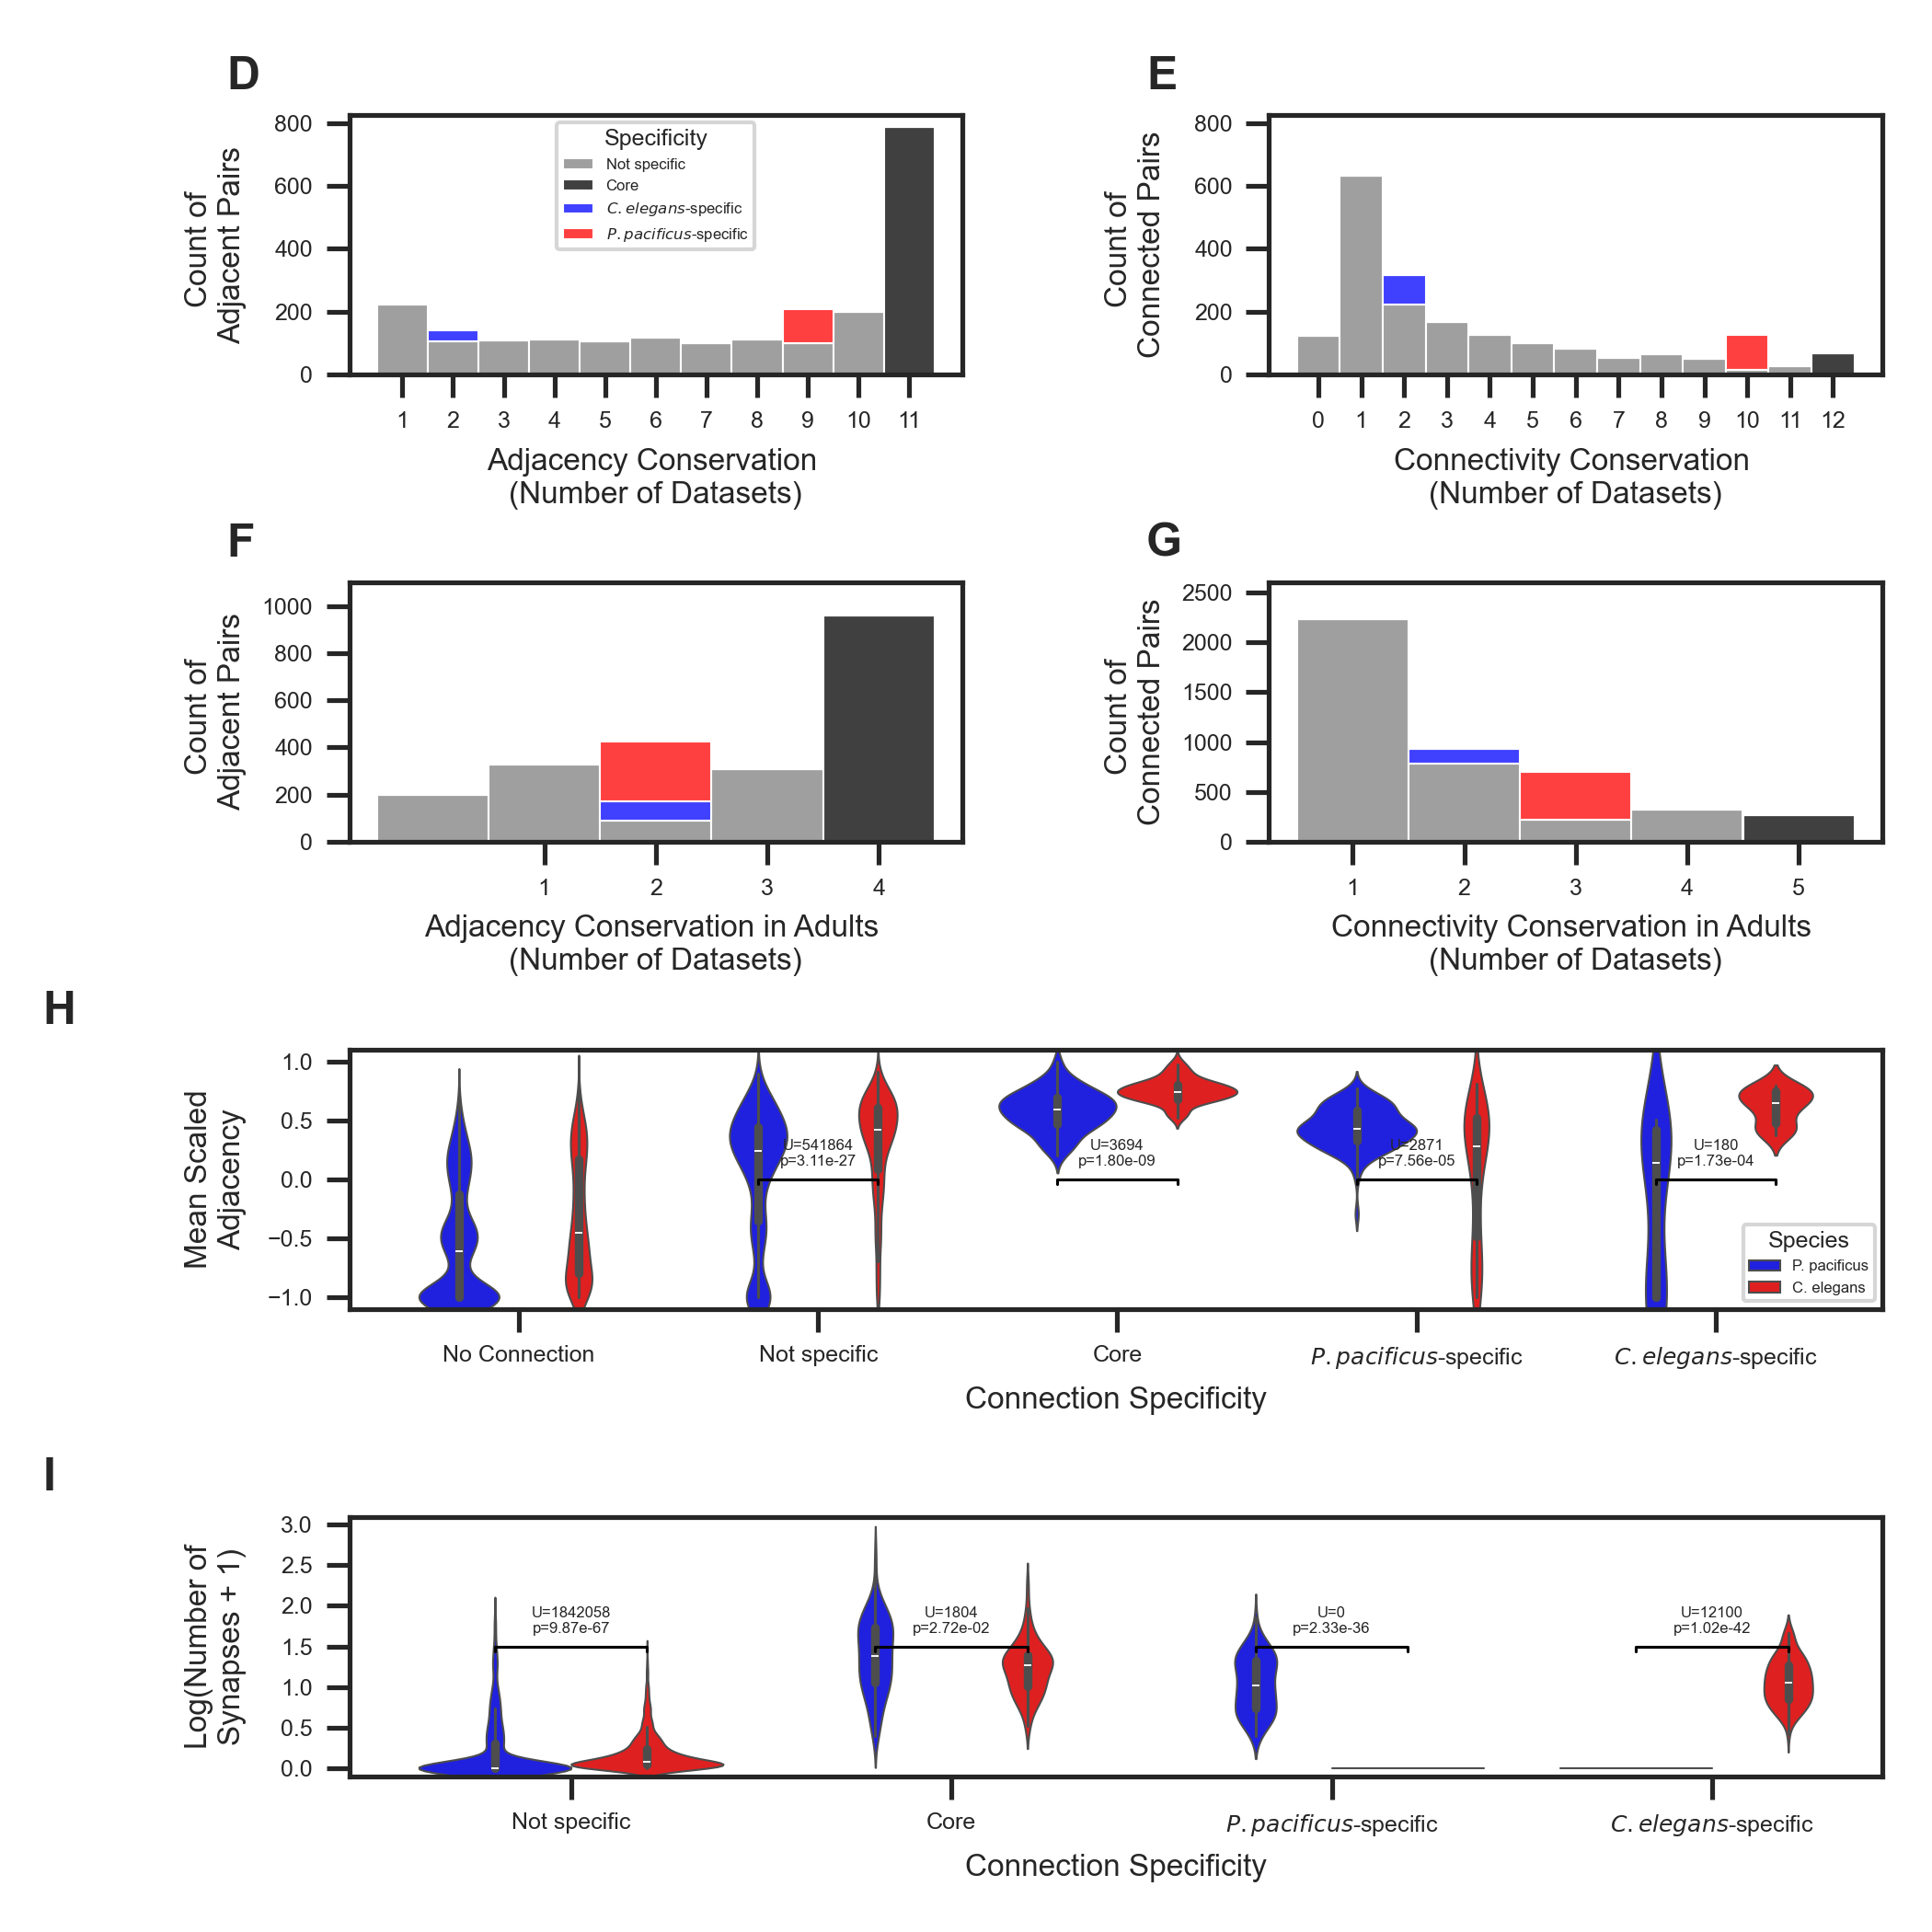 D
800
600
400
200
0
Count of
Adjacent Pairs
Specificity
Not specific
Core
C. elegans-specific
P. pacificus-specific
1 2 3 4 5 6 7 8 9 10 11
Adjacency Conservation
(Number of Datasets)
E
800
600
400
200
0
Count of
Connected Pairs
0 1 2 3 4 5 6 7 8 9 10 11 12
Connectivity Conservation
(Number of Datasets)
F
1000
800
600
400
200
0
Count of
Adjacent Pairs
1 2 3 4
Adjacency Conservation in Adults
(Number of Datasets)
G
2500
2000
1500
1000
500
0
Count of
Connected Pairs
1 2 3 4 5
Connectivity Conservation in Adults
(Number of Datasets)
H
1.0
0.5
0.0
−0.5
−1.0
Mean Scaled
Adjacency
U=541864
p=3.11e-27
U=3694
p=1.80e-09
U=2871
p=7.56e-05
U=180
p=1.73e-04
Species
P. pacificus
C. elegans
No Connection
Not specific
Core
P. pacificus-specific
C. elegans-specific
Connection Specificity
I
3.0
2.5
2.0
1.5
1.0
0.5
0.0
Log(Number of
Synapses + 1)
U=1842058
p=9.87e-67
U=1804
p=2.72e-02
U=0
p=2.33e-36
U=12100
p=1.02e-42
Not specific
Core
P. pacificus-specific
C. elegans-specific
Connection Specificity